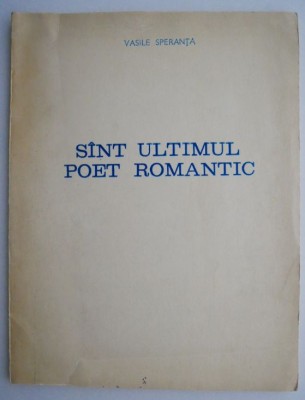 VASILE SPERANȚA
SÎNT ULTIMUL
POET ROMANTIC